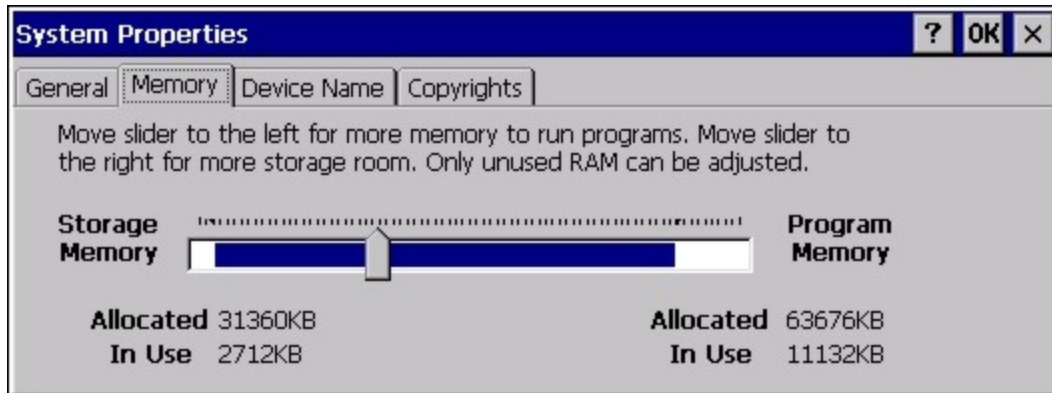 System Properties ? OK ×
General Memory Device Name Copyrights
Move slider to the left for more memory to run programs. Move slider to
the right for more storage room. Only unused RAM can be adjusted.
Storage Program
Memory Memory
Allocated 31360KB Allocated 63676KB
In Use 2712KB In Use 11132KB